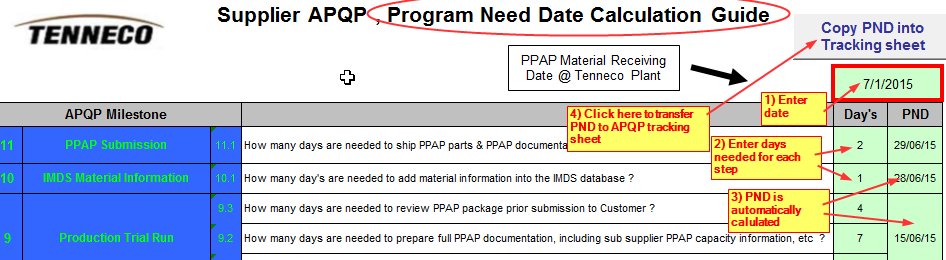 TENNECO
Supplier APQP , Program Need Date Calculation Guide
Copy PND into
Tracking sheet
PPAP Material Receiving
Date @ Tenneco Plant
7/1/2015
1) Enter
date
4) Click here to transfer
PND to APQP tracking
sheet
APQP Milestone
Day's
PND
11
PPAP Submission
11.1
How many days are needed to ship PPAP parts & PPAP documenta
2
29/06/15
2) Enter days
needed for each
step
10
IMDS Material Information
10.1
How many day's are needed to add material information into the IMDS database ?
1
28/06/15
3) PND is
automatically
calulated
9.3
How many days are needed to review PPAP package prior submission to Customer ?
4
9
Production Trial Run
9.2
How many days are needed to prepare full PPAP documentation, including sub supplier PPAP capacity information, etc ?
7
15/06/15